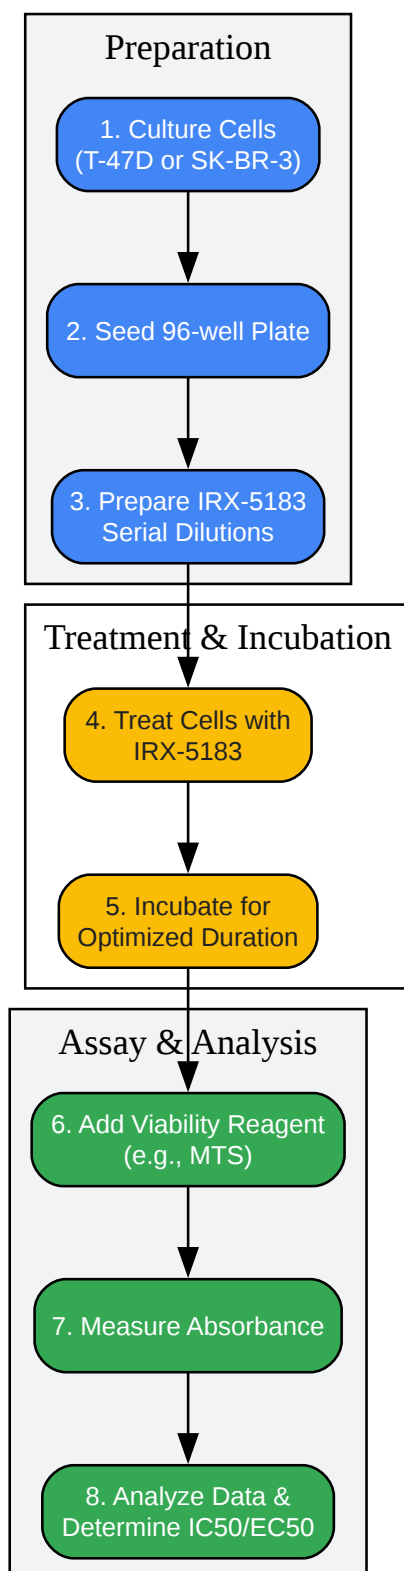 Preparation
1. Culture Cells
(T-47D or SK-BR-3)
2. Seed 96-well Plate
3. Prepare IRX-5183
Serial Dilutions
Treatment & Incubation
4. Treat Cells with
IRX-5183
5. Incubate for
Optimized Duration
Assay & Analysis
6. Add Viability Reagent
(e.g., MTS)
7. Measure Absorbance
8. Analyze Data &
Determine IC50/EC50